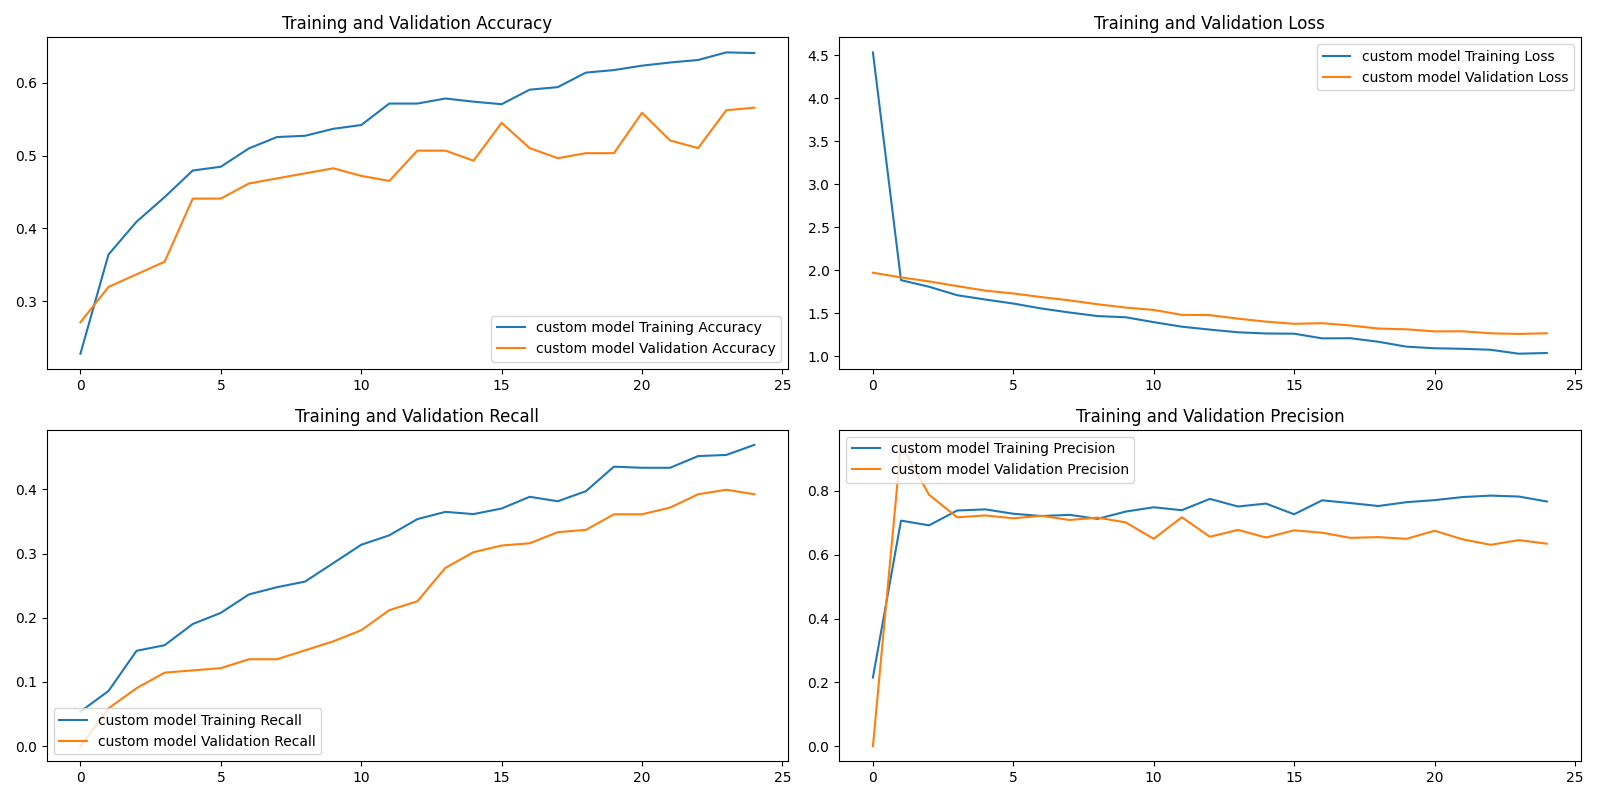 Training and Validation Accuracy
0.6
0.5
0.4
0.3
custom model Training Accuracy
custom model Validation Accuracy
0 5 10 15 20 25
Training and Validation Loss
4.5
4.0
3.5
3.0
2.5
2.0
1.5
1.0
custom model Training Loss
custom model Validation Loss
0 5 10 15 20 25
Training and Validation Recall
0.4
0.3
0.2
0.1
0.0
custom model Training Recall
custom model Validation Recall
0 5 10 15 20 25
Training and Validation Precision
custom model Training Precision
custom model Validation Precision
0.8
0.6
0.4
0.2
0.0
0 5 10 15 20 25